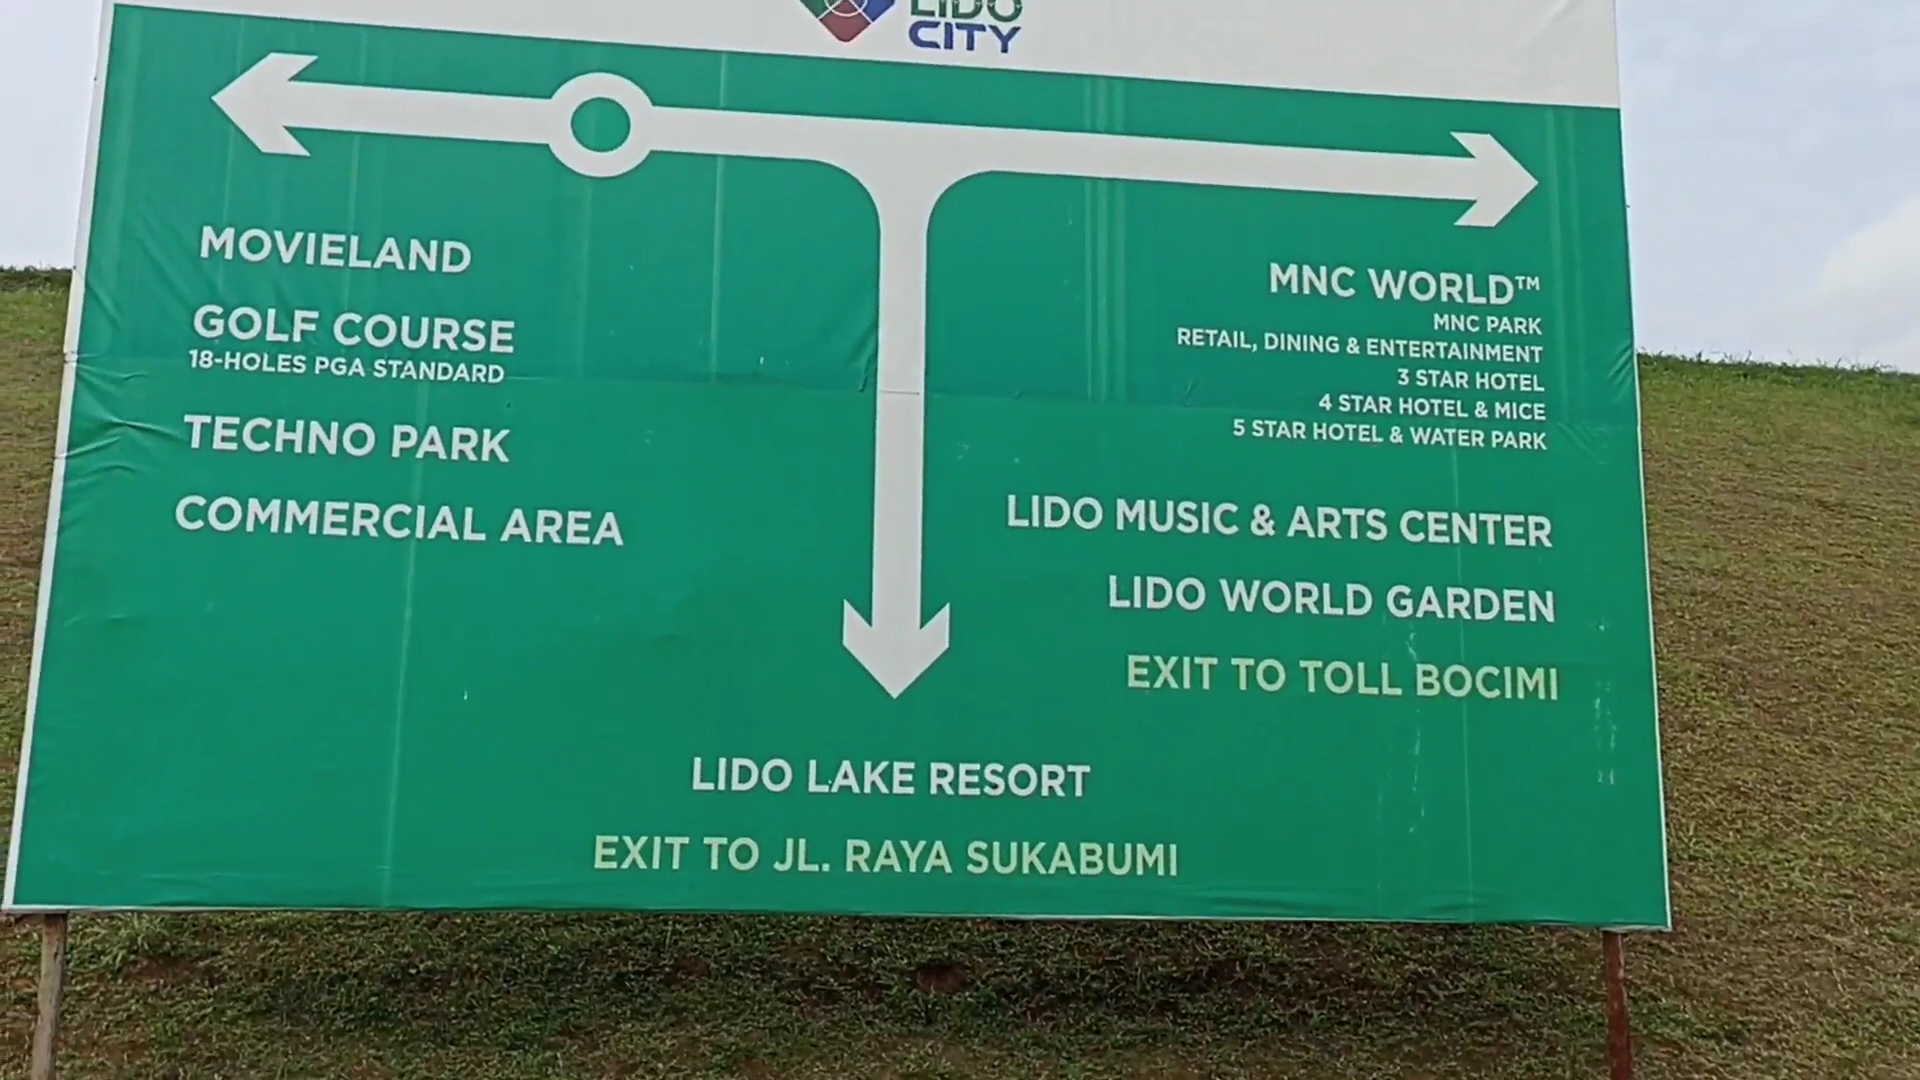 LIDO
CITY
MOVIELAND
GOLF COURSE
18-HOLES PGA STANDARD
TECHNO PARK
COMMERCIAL AREA
MNC WORLD™
MNC PARK
RETAIL, DINING & ENTERTAINMENT
3 STAR HOTEL
4 STAR HOTEL & MICE
5 STAR HOTEL & WATER PARK
LIDO MUSIC & ARTS CENTER
LIDO WORLD GARDEN
EXIT TO TOLL BOCIMI
LIDO LAKE RESORT
EXIT TO JL. RAYA SUKABUMI